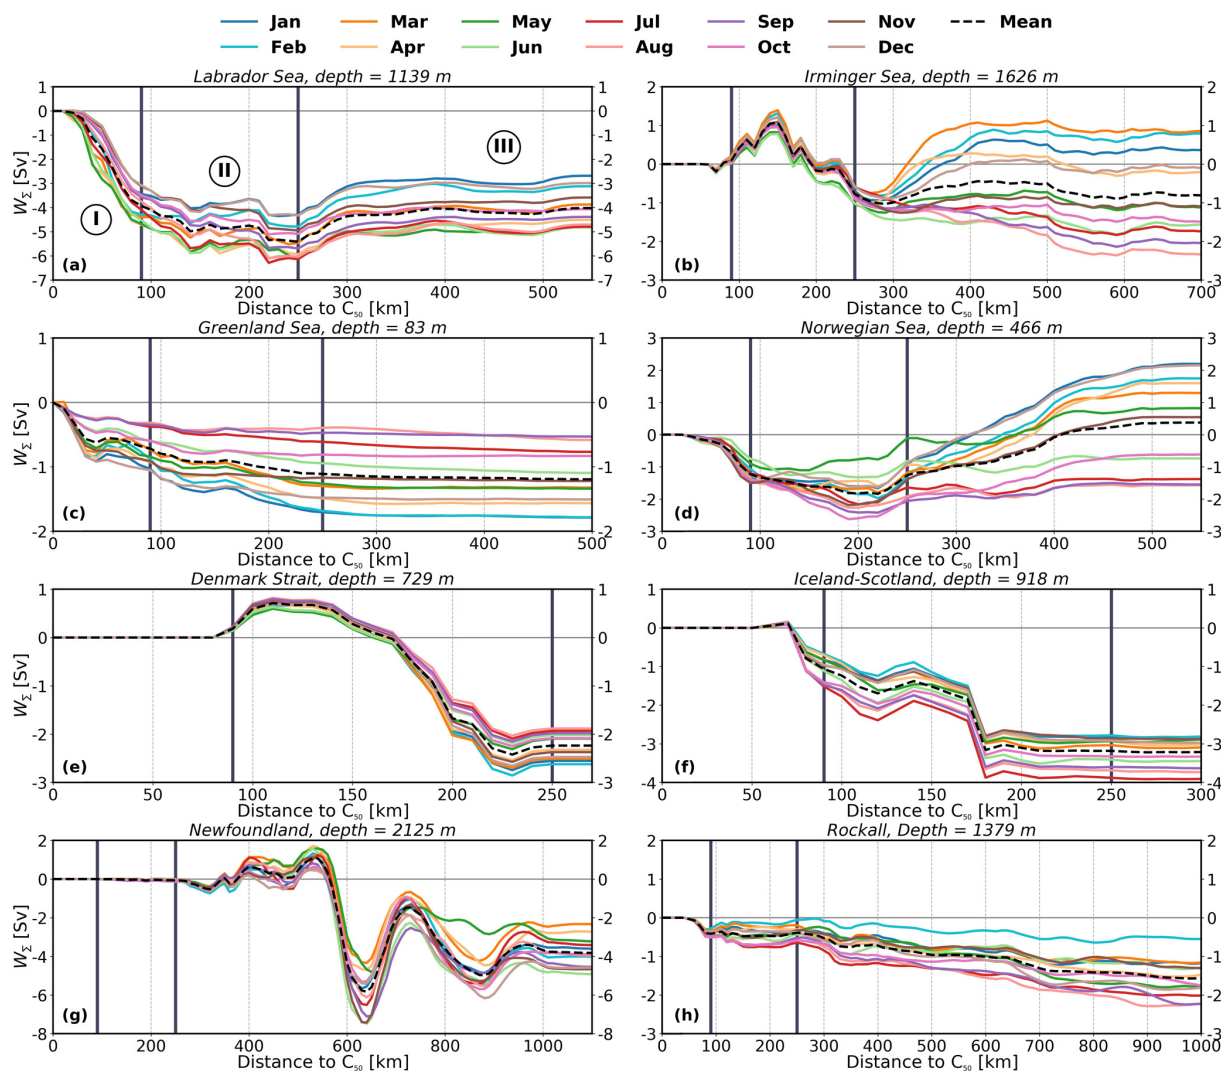 Jan Mar May Jul Sep Nov Mean
Feb Apr Jun Aug Oct Dec
Labrador Sea, depth = 1139 m
Irminger Sea, depth = 1626 m
1 1 2 2
0 0
-1 -1 1 1
-2 -2
-3 -3 0 0
-4 -4 -1 -1
-5 -5
-6 -6 -2 -2
-7 -7 -3 -3
W_Σ [Sv]
I
II
III
(a)
(b)
0 100 200 300 400 500
0 100 200 300 400 500 600 700
Distance to C₅₀ [km]
Distance to C₅₀ [km]
Greenland Sea, depth = 83 m
Norwegian Sea, depth = 466 m
1 1 3 3
2 2
0 0 1 1
0 0
-1 -1 -1 -1
-2 -2
-2 -2 -3 -3
W_Σ [Sv]
(c)
(d)
0 100 200 300 400 500
0 100 200 300 400 500
Distance to C₅₀ [km]
Distance to C₅₀ [km]
Denmark Strait, depth = 729 m
Iceland-Scotland, depth = 918 m
1 1 1 1
0 0 0 0
-1 -1 -1 -1
-2 -2 -2 -2
-3 -3 -3 -3
-4 -4
W_Σ [Sv]
(e)
(f)
0 50 100 150 200 250
0 50 100 150 200 250 300
Distance to C₅₀ [km]
Distance to C₅₀ [km]
Newfoundland, depth = 2125 m
Rockall, Depth = 1379 m
2 2 2 2
0 0 1 1
-2 -2 0 0
-4 -4 -1 -1
-6 -6 -2 -2
-8 -8 -3 -3
W_Σ [Sv]
(g)
(h)
0 200 400 600 800 1000
0 100 200 300 400 500 600 700 800 900 1000
Distance to C₅₀ [km]
Distance to C₅₀ [km]